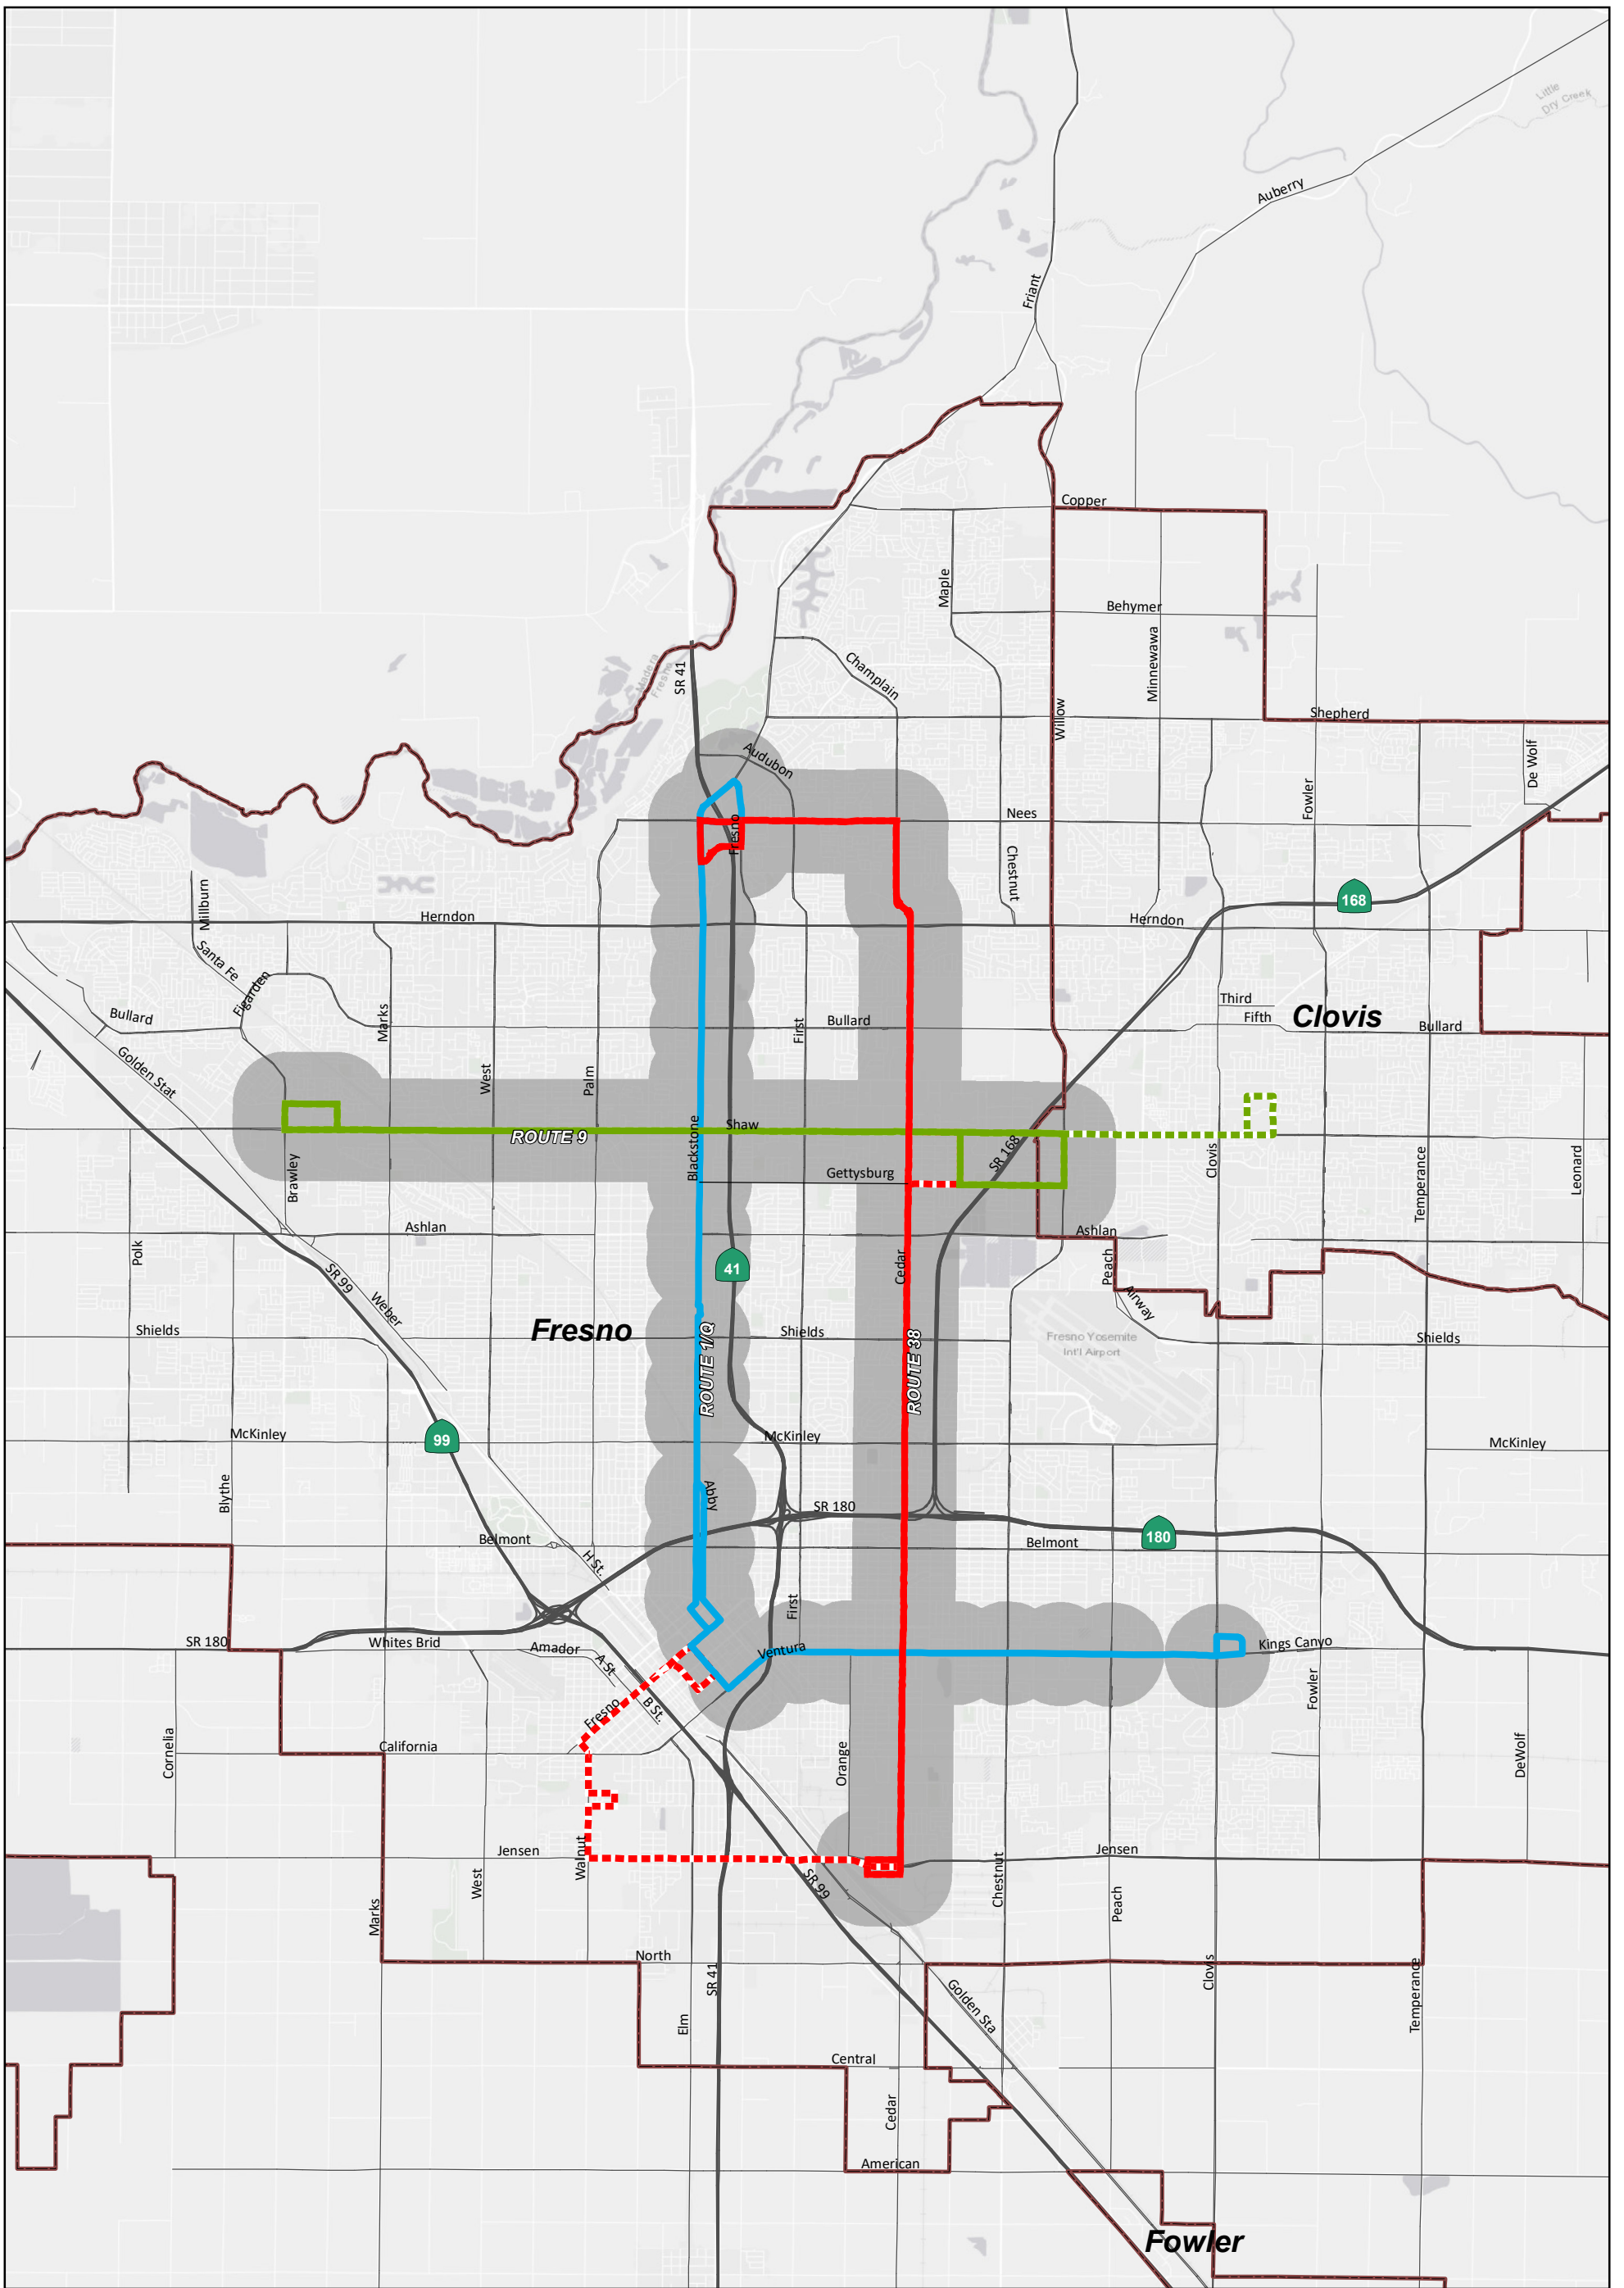 Little
Dry Creek
Auberry
Friant
Copper
Maple
Behymer
Minnewawa
Madera
Fresno
SR 41
Champlain
Willow
Shepherd
De Wolf
Audubon
Fowler
Nees
Fresno
Chestnut
Millburn
168
Herndon
Herndon
Santa Fe
Figarden
Third
Clovis
Bullard
Marks
First
Bullard
Fifth
Bullard
Golden Stat
West
Palm
Blackstone
Shaw
ROUTE 9
SR 168
Clovis
Brawley
Gettysburg
Temperance
Leonard
Ashlan
Ashlan
Polk
Cedar
Peach
41
SR 99
Weber
Airway
Shields
Fresno
Shields
Fresno Yosemite
Int'l Airport
Shields
ROUTE 1/Q
ROUTE 38
McKinley
99
McKinley
McKinley
Blythe
Abby
SR 180
180
Belmont
Belmont
H St.
First
SR 180
Whites Brid
Amador
Ventura
Kings Canyo
A St
Fowler
B St.
Fresno
Cornelia
California
Orange
DeWolf
Jensen
Walnut
Jensen
West
SR 99
Chestnut
Peach
Marks
North
SR 41
Clovis
Temperance
Elm
Golden Sta
Central
Cedar
American
Fowler